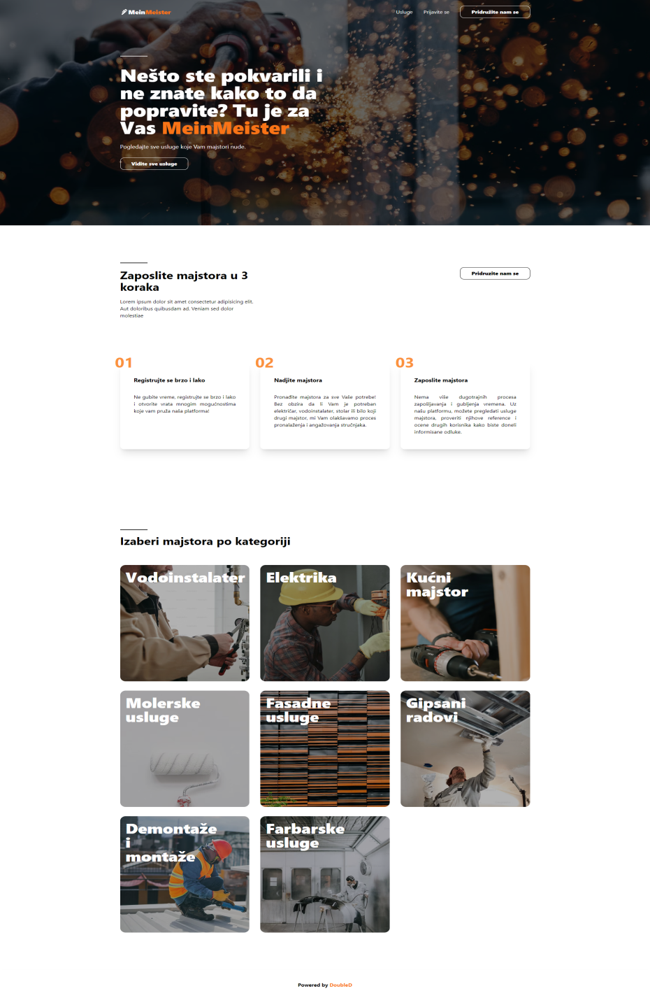 MeinMeister
Usluge
Prijavite se
Pridružite nam se
Nešto ste pokvarili i
ne znate kako to da
popravite? Tu je za
Vas MeinMeister
Pogledajte sve usluge koje Vam majstori nude.
Vidite sve usluge
Zaposlite majstora u 3
koraka
Pridruzite nam se
Lorem ipsum dolor sit amet consectetur adipisicing elit.
Aut doloribus quibusdam ad. Veniam sed dolor
molestiae
01
Registrujte se brzo i lako
Ne gubite vreme, registrujte se brzo i lako
i otvorite vrata mnogim mogućnostima
koje vam pruža naša platforma!
02
Nadjite majstora
Pronađite majstora za sve Vaše potrebe!
Bez obzira da li Vam je potreban
električar, vodoinstalater, stolar ili bilo koji
drugi majstor, mi Vam olakšavamo proces
pronalaženja i angažovanja stručnjaka.
03
Zaposlite majstora
Nema više dugotrajnih procesa
zapošljavanja i gubljenja vremena. Uz
našu platformu, možete pregledati usluge
majstora, proveriti njihove reference i
ocene drugih korisnika kako biste doneli
informisane odluke.
Izaberi majstora po kategoriji
Vodoinstalater
Elektrika
Kućni
majstor
Molerske
usluge
Fasadne
usluge
Gipsani
radovi
Demontaže
i
montaže
Farbarske
usluge
Powered by DoubleD